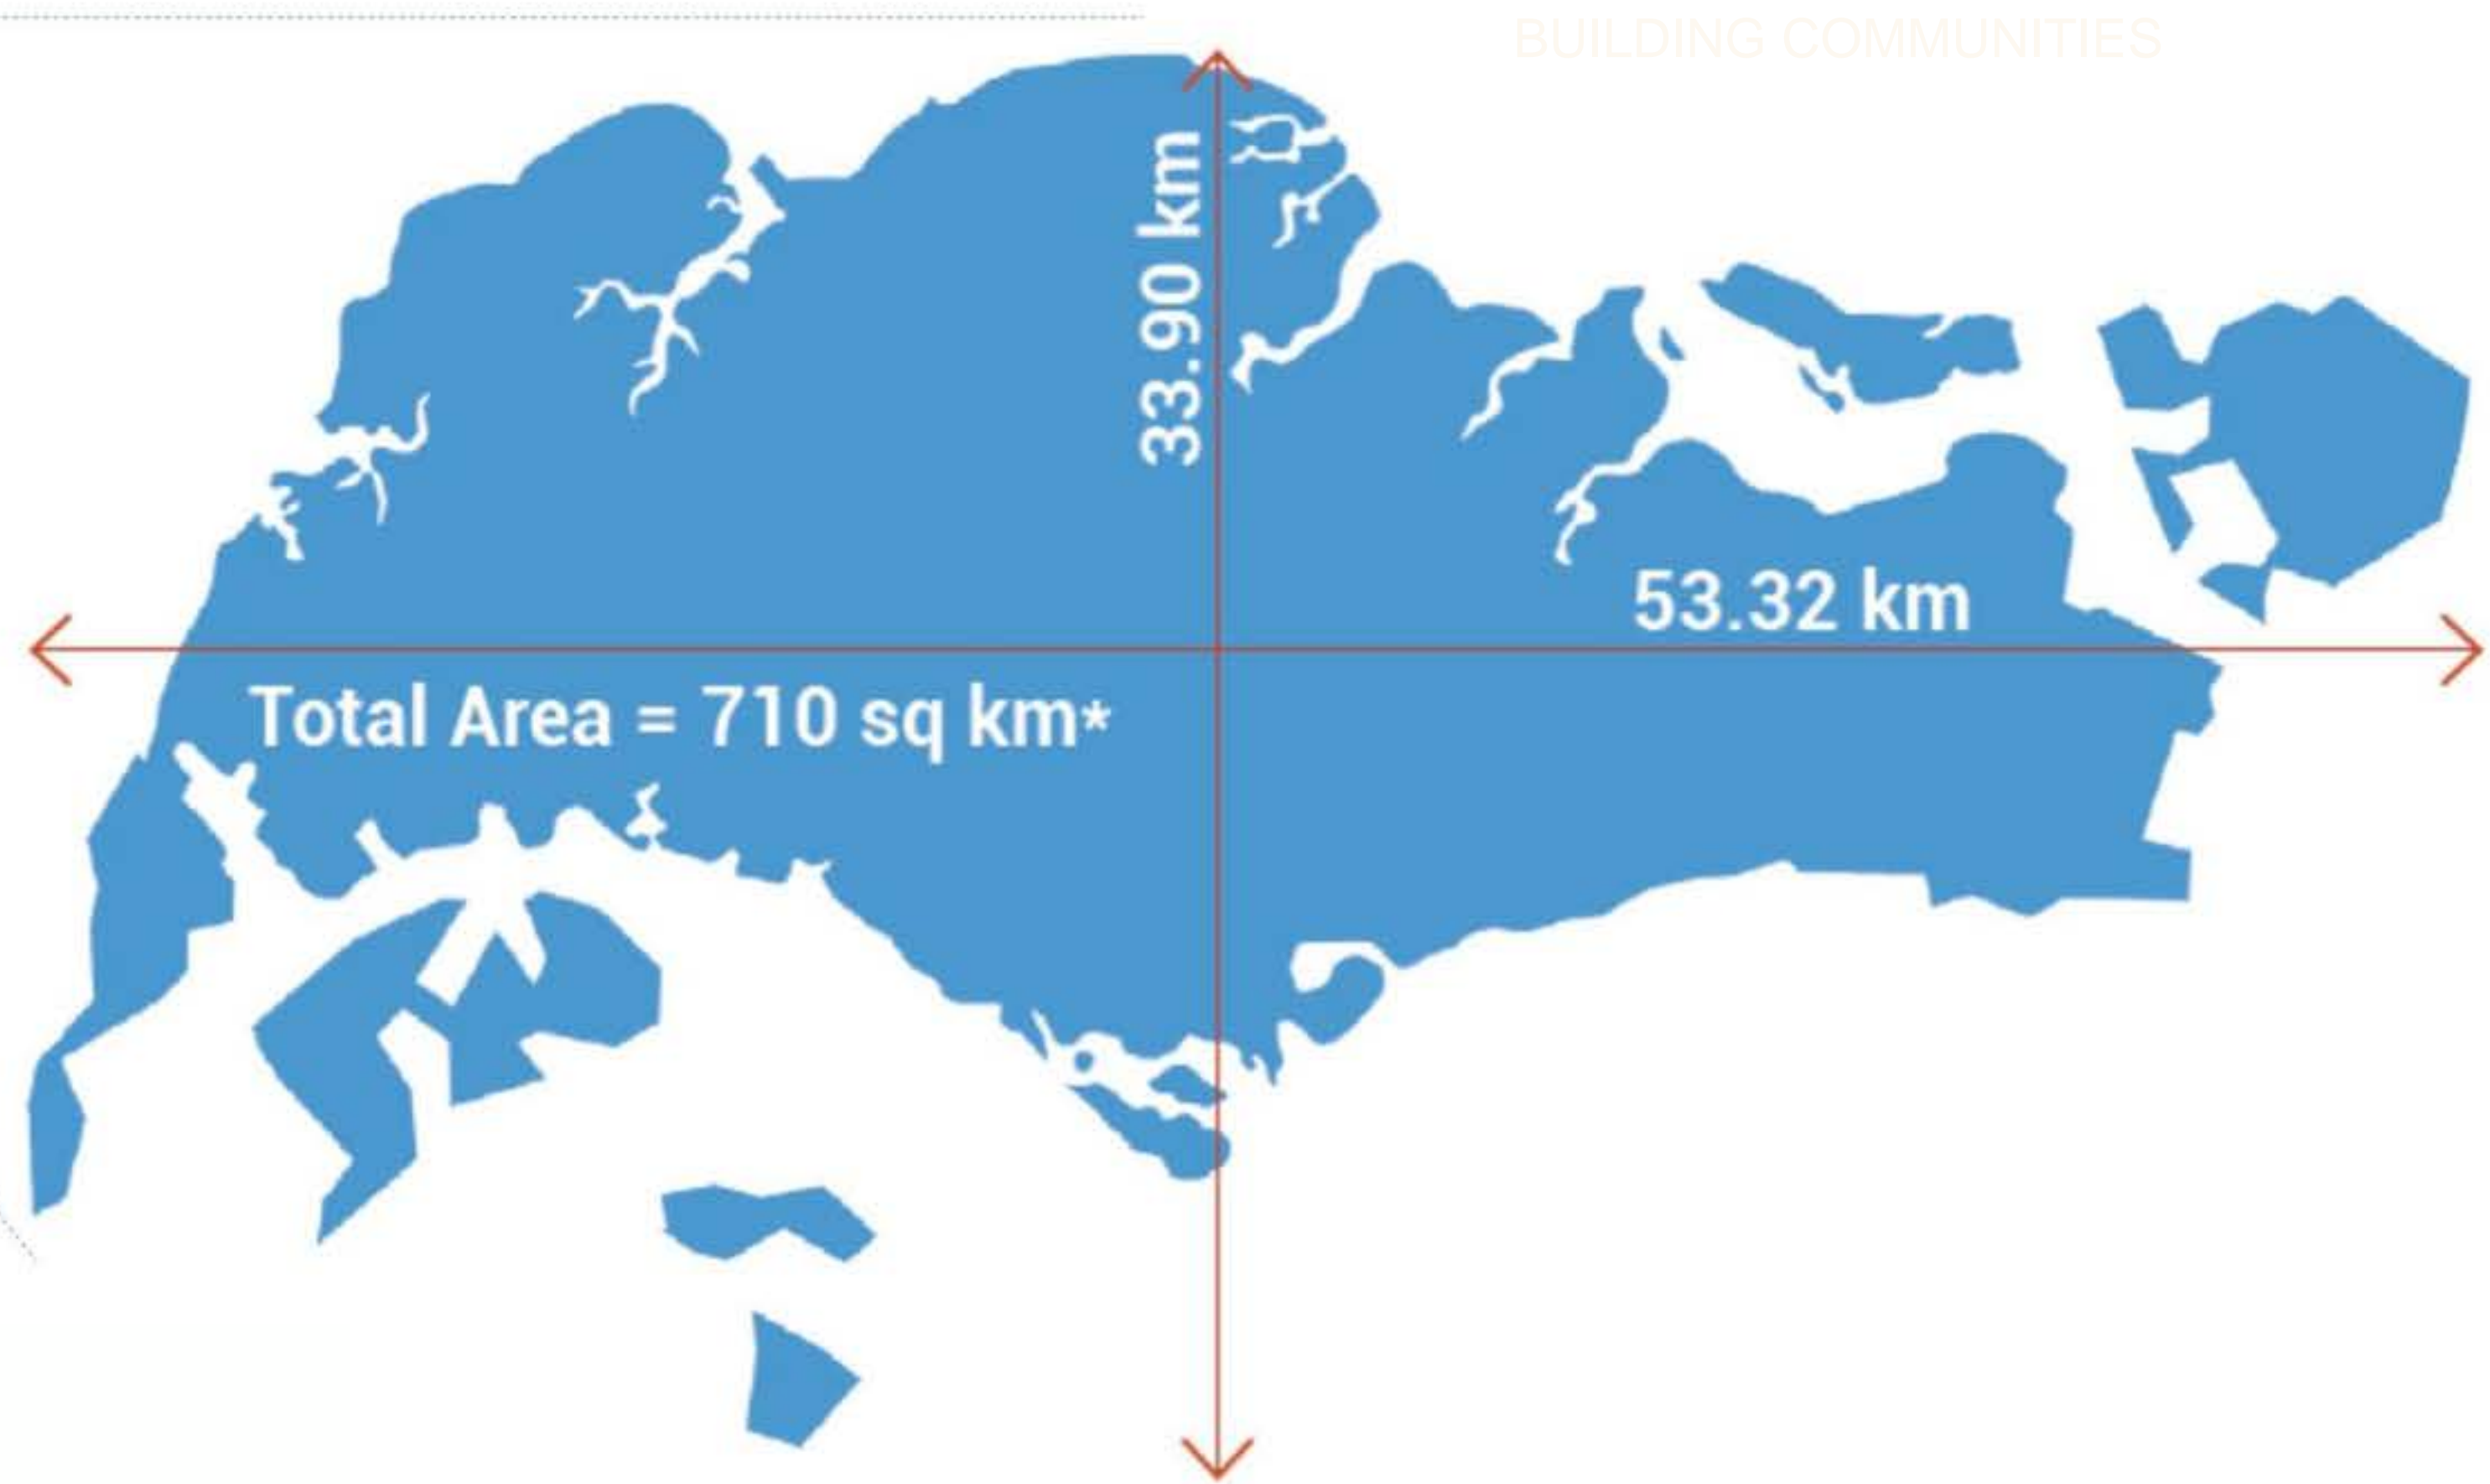 BUILDING COMMUNITIES
33.90 km
53.32 km
Total Area = 710 sq km*